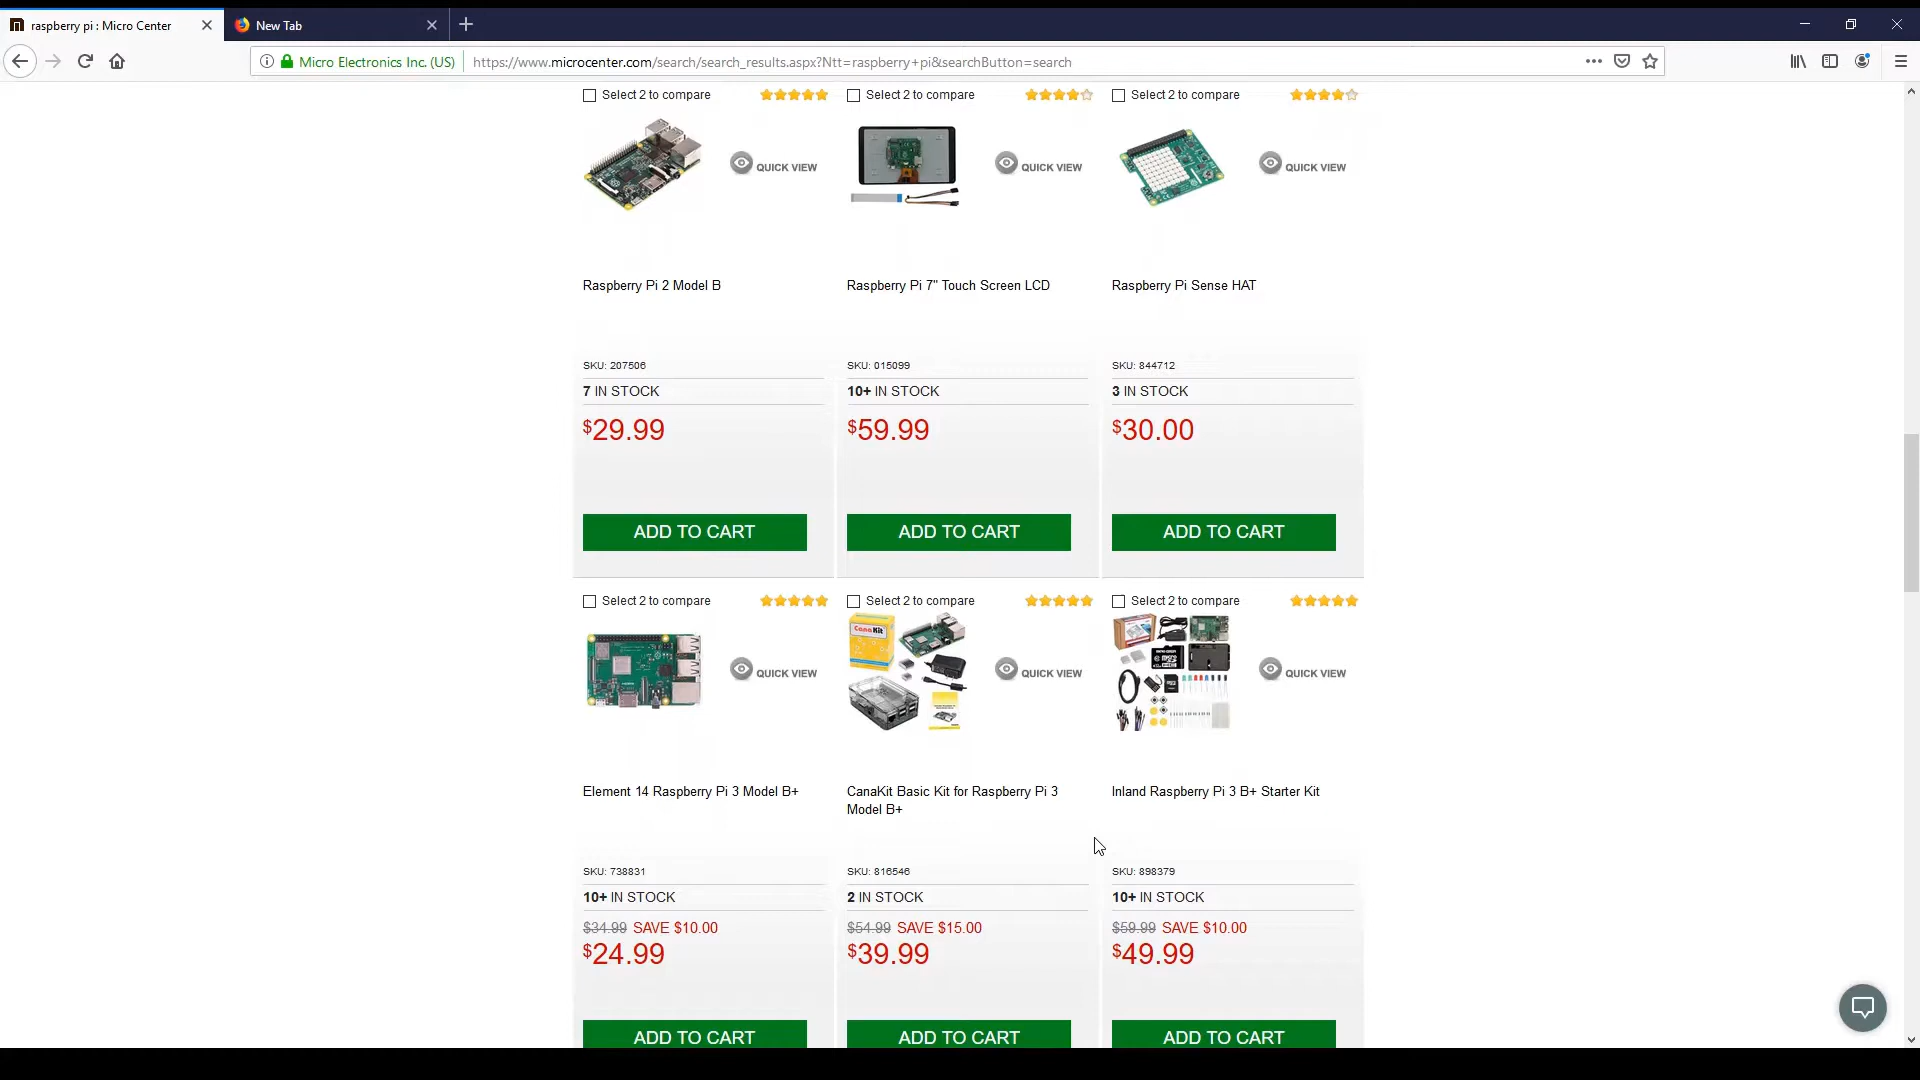 raspberry pi : Micro Center
New Tab
Micro Electronics Inc. (US)
https://www.microcenter.com/search/search_results.aspx?Ntt=raspberry+pi&searchButton=search
Select 2 to compare
Select 2 to compare
Select 2 to compare
QUICK VIEW
QUICK VIEW
QUICK VIEW
Raspberry Pi 2 Model B
Raspberry Pi 7" Touch Screen LCD
Raspberry Pi Sense HAT
SKU: 207506
SKU: 015099
SKU: 844712
7 IN STOCK
10+ IN STOCK
3 IN STOCK
$29.99
$59.99
$30.00
ADD TO CART
ADD TO CART
ADD TO CART
Select 2 to compare
Select 2 to compare
Select 2 to compare
CanaKit
QUICK VIEW
QUICK VIEW
QUICK VIEW
Element 14 Raspberry Pi 3 Model B+
CanaKit Basic Kit for Raspberry Pi 3
Model B+
Inland Raspberry Pi 3 B+ Starter Kit
SKU: 738831
SKU: 816546
SKU: 898379
10+ IN STOCK
2 IN STOCK
10+ IN STOCK
$34.99 SAVE $10.00
$54.99 SAVE $15.00
$59.99 SAVE $10.00
$24.99
$39.99
$49.99
ADD TO CART
ADD TO CART
ADD TO CART